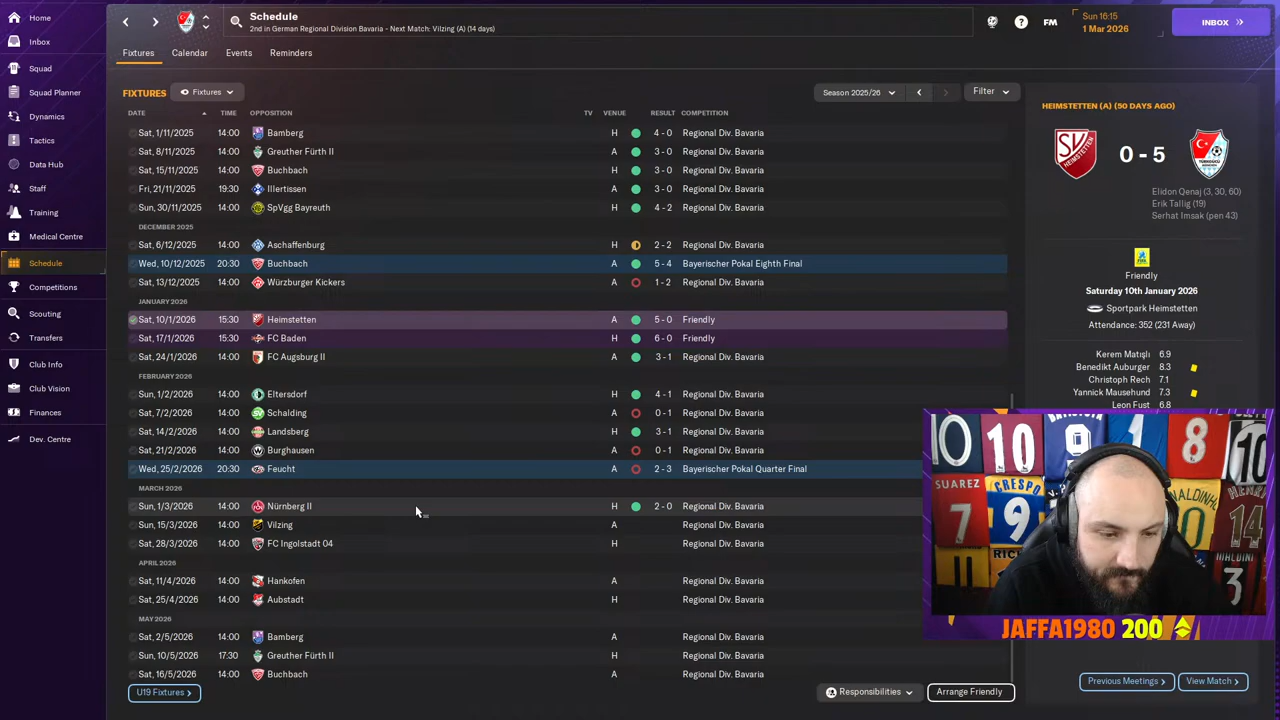 Home
Inbox
Squad
Squad Planner
Dynamics
Tactics
Data Hub
Staff
Training
Medical Centre
Schedule
Competitions
Scouting
Transfers
Club Info
Club Vision
Finances
Dev. Centre
Schedule
2nd in German Regional Division Bavaria - Next Match: Vilzing (A) (14 days)
? FM
Sun 16:15
1 Mar 2026
INBOX
Fixtures Calendar Events Reminders
FIXTURES Fixtures Season 2025/26 Filter
DATE TIME OPPOSITION TV VENUE RESULT COMPETITION
Sat, 1/11/2025 14:00 Bamberg H 4 - 0 Regional Div. Bavaria
Sat, 8/11/2025 14:00 Greuther Fürth II A 3 - 0 Regional Div. Bavaria
Sat, 15/11/2025 14:00 Buchbach H 3 - 0 Regional Div. Bavaria
Fri, 21/11/2025 19:30 Illertissen A 3 - 0 Regional Div. Bavaria
Sun, 30/11/2025 14:00 SpVgg Bayreuth H 4 - 2 Regional Div. Bavaria
DECEMBER 2025
Sat, 6/12/2025 14:00 Aschaffenburg H 2 - 2 Regional Div. Bavaria
Wed, 10/12/2025 20:30 Buchbach A 5 - 4 Bayerischer Pokal Eighth Final
Sat, 13/12/2025 14:00 Würzburger Kickers A 1 - 2 Regional Div. Bavaria
JANUARY 2026
Sat, 10/1/2026 15:30 Heimstetten A 5 - 0 Friendly
Sat, 17/1/2026 15:30 FC Baden H 6 - 0 Friendly
Sat, 24/1/2026 14:00 FC Augsburg II A 3 - 1 Regional Div. Bavaria
FEBRUARY 2026
Sun, 1/2/2026 14:00 Eltersdorf H 4 - 1 Regional Div. Bavaria
Sat, 7/2/2026 14:00 Schalding A 0 - 1 Regional Div. Bavaria
Sat, 14/2/2026 14:00 Landsberg H 3 - 1 Regional Div. Bavaria
Sat, 21/2/2026 14:00 Burghausen A 0 - 1 Regional Div. Bavaria
Wed, 25/2/2026 20:30 Feucht A 2 - 3 Bayerischer Pokal Quarter Final
MARCH 2026
Sun, 1/3/2026 14:00 Nürnberg II H 2 - 0 Regional Div. Bavaria
Sun, 15/3/2026 14:00 Vilzing A Regional Div. Bavaria
Sat, 28/3/2026 14:00 FC Ingolstadt 04 H Regional Div. Bavaria
APRIL 2026
Sat, 11/4/2026 14:00 Hankofen A Regional Div. Bavaria
Sat, 25/4/2026 14:00 Aubstadt H Regional Div. Bavaria
MAY 2026
Sat, 2/5/2026 14:00 Bamberg A Regional Div. Bavaria
Sun, 10/5/2026 17:30 Greuther Fürth II H Regional Div. Bavaria
Sat, 16/5/2026 14:00 Buchbach A Regional Div. Bavaria
U19 Fixtures
Responsibilities
Arrange Friendly
HEIMSTETTEN (A) (50 DAYS AGO)
0 - 5
Elidon Qenaj (3, 30, 60)
Erik Tallig (19)
Serhat Imsak (pen 43)
Friendly
Saturday 10th January 2026
Sportpark Heimstetten
Attendance: 352 (231 Away)
Kerem Matışlı 6.9
Benedikt Auburger 8.3
Christoph Rech 7.1
Yannick Mausehund 7.3
Leon Fust 6.8
10
10
9
1
8
10
SUAREZ
7
CRESPO
9
14
3
JAFFA1980 200
Previous Meetings
View Match